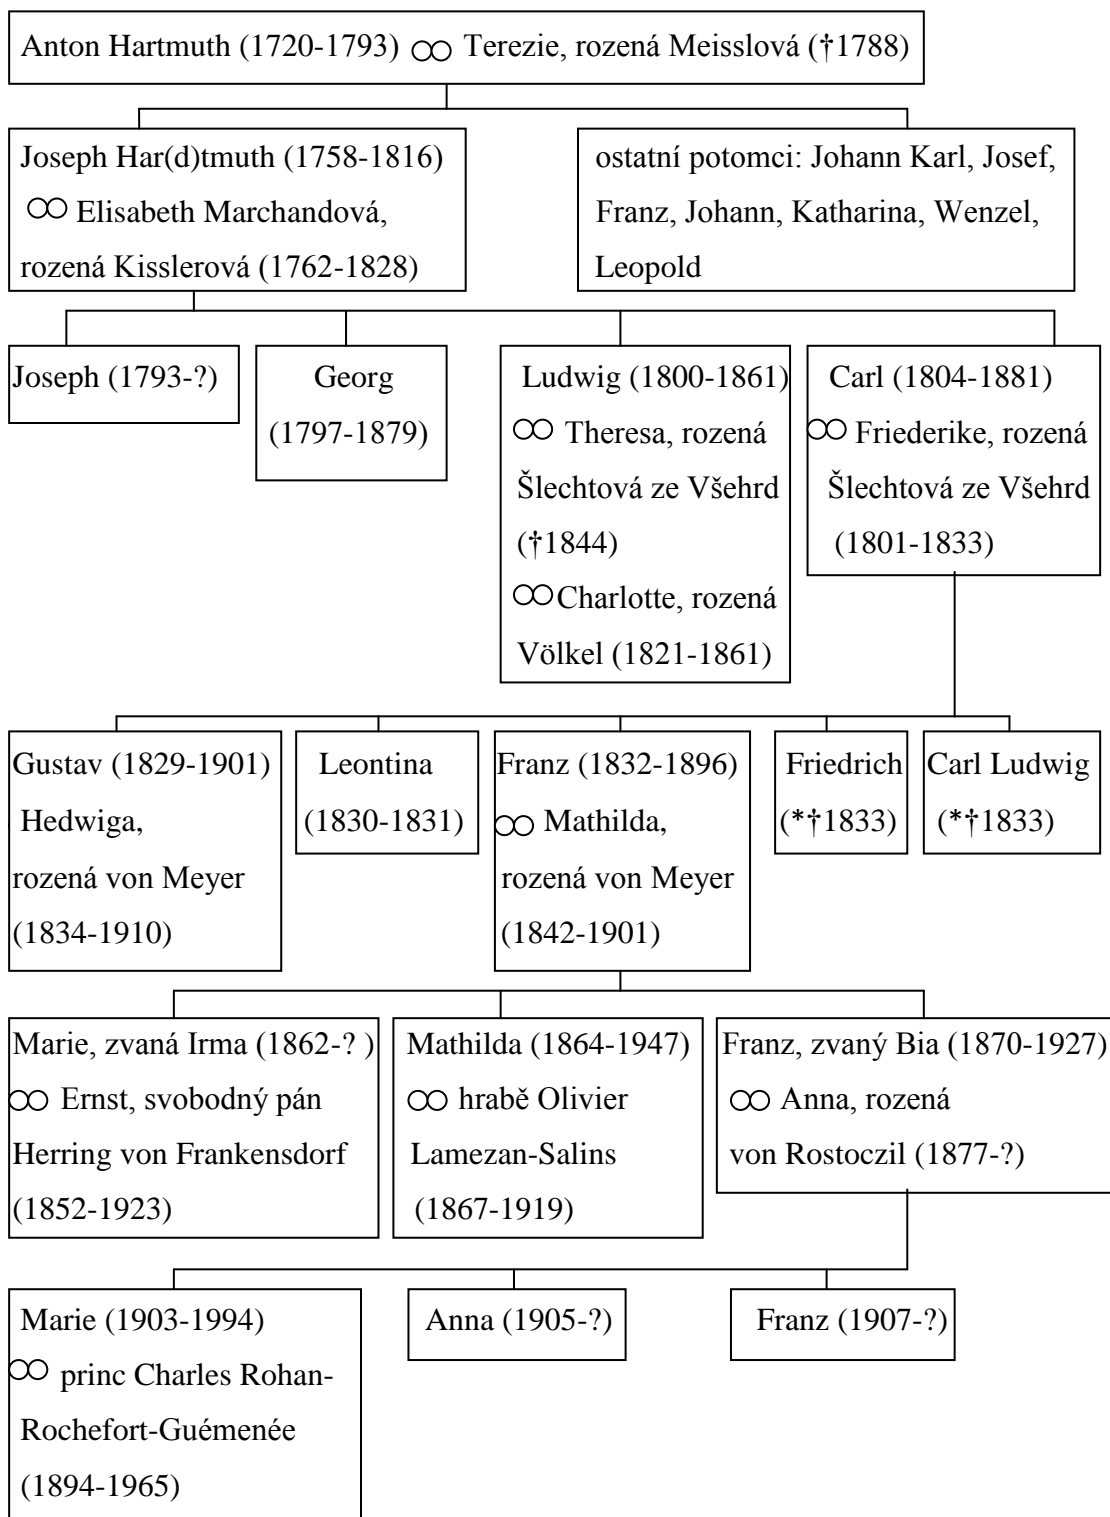 Anton Hartmuth (1720-1793) ⚭ Terezie, rozená Meisslová (†1788)
Joseph Har(d)tmuth (1758-1816)
⚭ Elisabeth Marchandová,
rozená Kisslerová (1762-1828)
ostatní potomci: Johann Karl, Josef,
Franz, Johann, Katharina, Wenzel,
Leopold
Joseph (1793-?)
Georg
(1797-1879)
Ludwig (1800-1861)
⚭ Theresa, rozená
Šlechtová ze Všehrd
(†1844)
⚭ Charlotte, rozená
Völkel (1821-1861)
Carl (1804-1881)
⚭ Friederike, rozená
Šlechtová ze Všehrd
(1801-1833)
Gustav (1829-1901)
Hedwiga,
rozená von Meyer
(1834-1910)
Leontina
(1830-1831)
Franz (1832-1896)
⚭ Mathilda,
rozená von Meyer
(1842-1901)
Friedrich
(*†1833)
Carl Ludwig
(*†1833)
Marie, zvaná Irma (1862-? )
⚭ Ernst, svobodný pán
Herring von Frankensdorf
(1852-1923)
Mathilda (1864-1947)
⚭ hrabě Olivier
Lamezan-Salins
(1867-1919)
Franz, zvaný Bia (1870-1927)
⚭ Anna, rozená
von Rostoczil (1877-?)
Marie (1903-1994)
⚭ princ Charles Rohan-
Rochefort-Guémenée
(1894-1965)
Anna (1905-?)
Franz (1907-?)